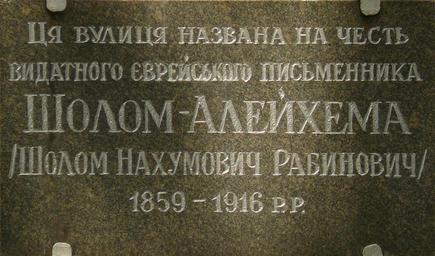 Ця вулиця названа на честь
видатного єврейського письменника
Шолом-Алейхема
/Шолом Нахумович Рабинович/
1859 – 1916 р.р.